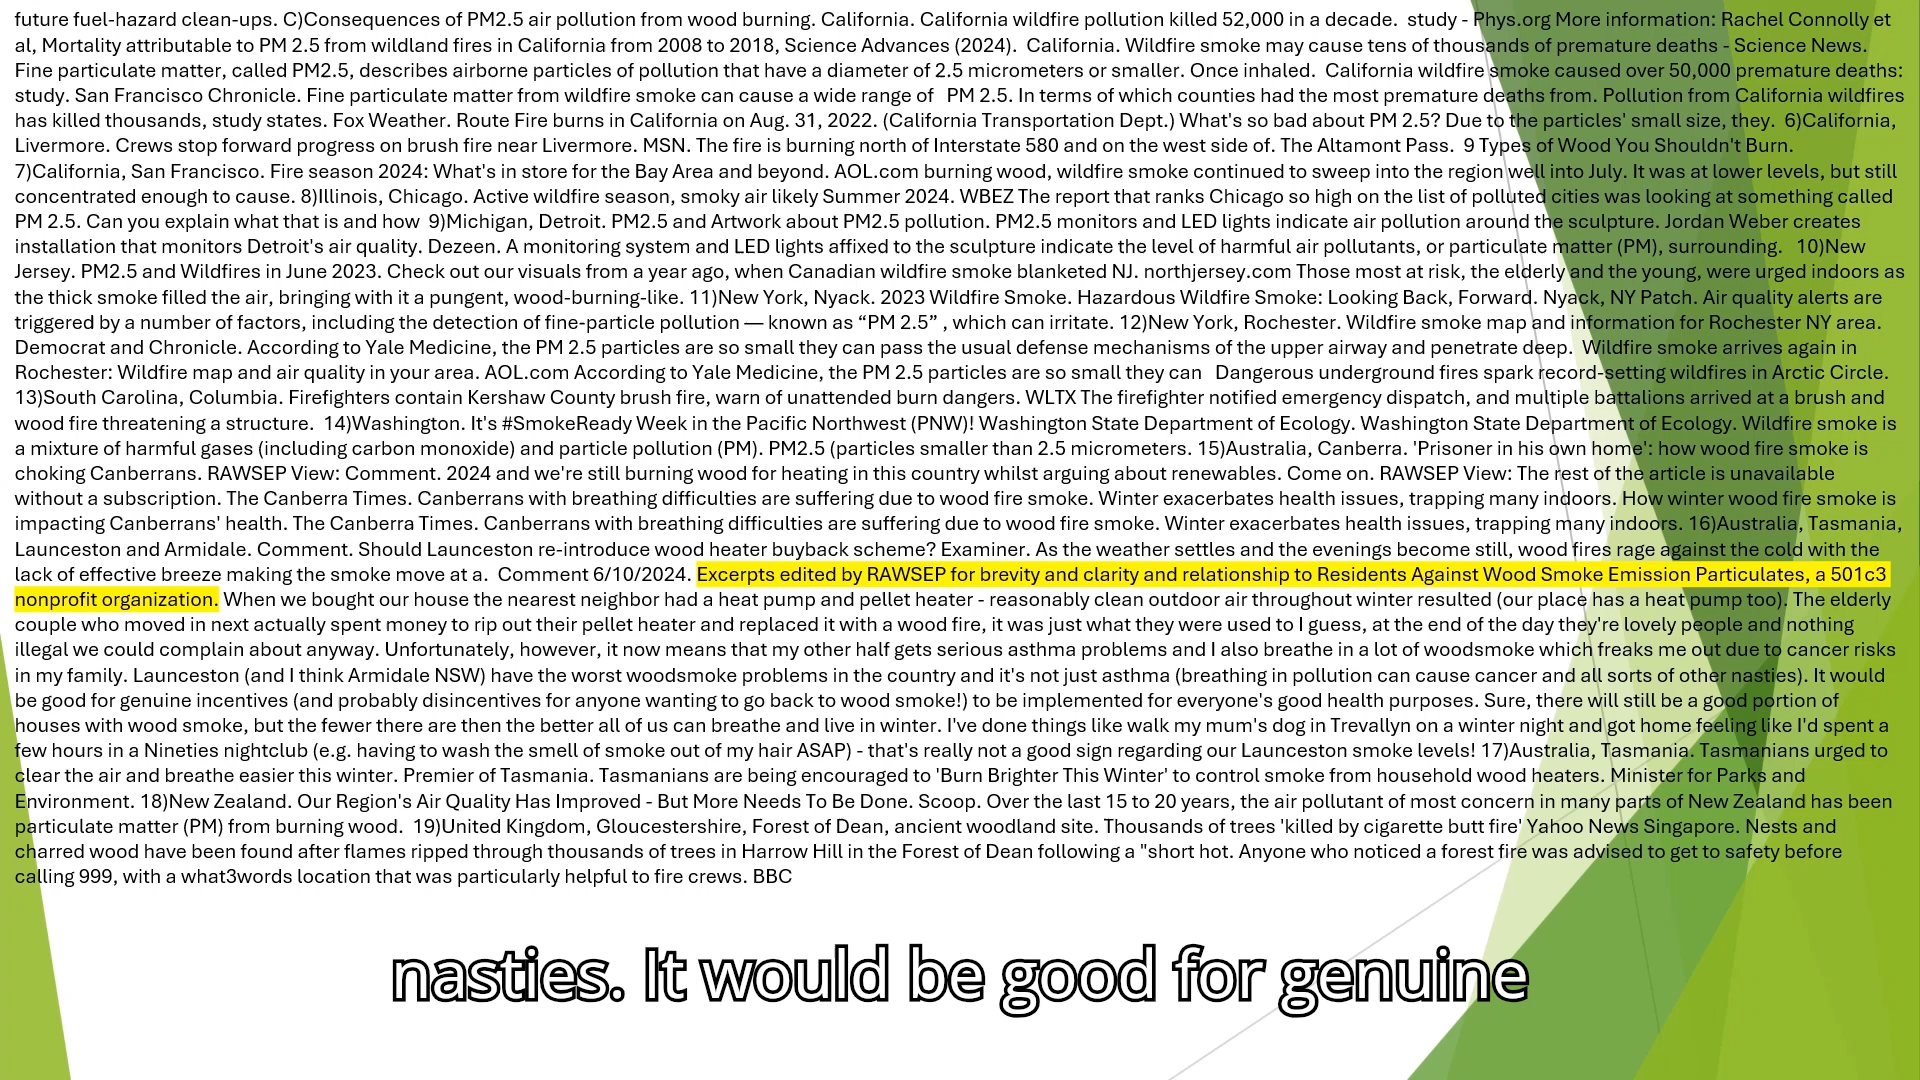 future fuel-hazard clean-ups. C)Consequences of PM2.5 air pollution from wood burning. California. California wildfire pollution killed 52,000 in a decade.  study - Phys.org More information: Rachel Connolly et
al, Mortality attributable to PM 2.5 from wildland fires in California from 2008 to 2018, Science Advances (2024).  California. Wildfire smoke may cause tens of thousands of premature deaths - Science News.
Fine particulate matter, called PM2.5, describes airborne particles of pollution that have a diameter of 2.5 micrometers or smaller. Once inhaled.  California wildfire smoke caused over 50,000 premature deaths:
study. San Francisco Chronicle. Fine particulate matter from wildfire smoke can cause a wide range of  PM 2.5. In terms of which counties had the most premature deaths from. Pollution from California wildfires
has killed thousands, study states. Fox Weather. Route Fire burns in California on Aug. 31, 2022. (California Transportation Dept.) What's so bad about PM 2.5? Due to the particles' small size, they.  6)California,
Livermore. Crews stop forward progress on brush fire near Livermore. MSN. The fire is burning north of Interstate 580 and on the west side of. The Altamont Pass.  9 Types of Wood You Shouldn't Burn.
7)California, San Francisco. Fire season 2024: What's in store for the Bay Area and beyond. AOL.com burning wood, wildfire smoke continued to sweep into the region well into July. It was at lower levels, but still
concentrated enough to cause. 8)Illinois, Chicago. Active wildfire season, smoky air likely Summer 2024. WBEZ The report that ranks Chicago so high on the list of polluted cities was looking at something called
PM 2.5. Can you explain what that is and how  9)Michigan, Detroit. PM2.5 and Artwork about PM2.5 pollution. PM2.5 monitors and LED lights indicate air pollution around the sculpture. Jordan Weber creates
installation that monitors Detroit's air quality. Dezeen. A monitoring system and LED lights affixed to the sculpture indicate the level of harmful air pollutants, or particulate matter (PM), surrounding.  10)New
Jersey. PM2.5 and Wildfires in June 2023. Check out our visuals from a year ago, when Canadian wildfire smoke blanketed NJ. northjersey.com Those most at risk, the elderly and the young, were urged indoors as
the thick smoke filled the air, bringing with it a pungent, wood-burning-like. 11)New York, Nyack. 2023 Wildfire Smoke. Hazardous Wildfire Smoke: Looking Back, Forward. Nyack, NY Patch. Air quality alerts are
triggered by a number of factors, including the detection of fine-particle pollution — known as “PM 2.5” , which can irritate. 12)New York, Rochester. Wildfire smoke map and information for Rochester NY area.
Democrat and Chronicle. According to Yale Medicine, the PM 2.5 particles are so small they can pass the usual defense mechanisms of the upper airway and penetrate deep.  Wildfire smoke arrives again in
Rochester: Wildfire map and air quality in your area. AOL.com According to Yale Medicine, the PM 2.5 particles are so small they can  Dangerous underground fires spark record-setting wildfires in Arctic Circle.
13)South Carolina, Columbia. Firefighters contain Kershaw County brush fire, warn of unattended burn dangers. WLTX The firefighter notified emergency dispatch, and multiple battalions arrived at a brush and
wood fire threatening a structure.  14)Washington. It's #SmokeReady Week in the Pacific Northwest (PNW)! Washington State Department of Ecology. Washington State Department of Ecology. Wildfire smoke is
a mixture of harmful gases (including carbon monoxide) and particle pollution (PM). PM2.5 (particles smaller than 2.5 micrometers. 15)Australia, Canberra. 'Prisoner in his own home': how wood fire smoke is
choking Canberrans. RAWSEP View: Comment. 2024 and we're still burning wood for heating in this country whilst arguing about renewables. Come on. RAWSEP View: The rest of the article is unavailable
without a subscription. The Canberra Times. Canberrans with breathing difficulties are suffering due to wood fire smoke. Winter exacerbates health issues, trapping many indoors. How winter wood fire smoke is
impacting Canberrans' health. The Canberra Times. Canberrans with breathing difficulties are suffering due to wood fire smoke. Winter exacerbates health issues, trapping many indoors. 16)Australia, Tasmania,
Launceston and Armidale. Comment. Should Launceston re-introduce wood heater buyback scheme? Examiner. As the weather settles and the evenings become still, wood fires rage against the cold with the
lack of effective breeze making the smoke move at a.  Comment 6/10/2024. Excerpts edited by RAWSEP for brevity and clarity and relationship to Residents Against Wood Smoke Emission Particulates, a 501c3
nonprofit organization. When we bought our house the nearest neighbor had a heat pump and pellet heater - reasonably clean outdoor air throughout winter resulted (our place has a heat pump too). The elderly
couple who moved in next actually spent money to rip out their pellet heater and replaced it with a wood fire, it was just what they were used to I guess, at the end of the day they're lovely people and nothing
illegal we could complain about anyway. Unfortunately, however, it now means that my other half gets serious asthma problems and I also breathe in a lot of woodsmoke which freaks me out due to cancer risks
in my family. Launceston (and I think Armidale NSW) have the worst woodsmoke problems in the country and it's not just asthma (breathing in pollution can cause cancer and all sorts of other nasties). It would
be good for genuine incentives (and probably disincentives for anyone wanting to go back to wood smoke!) to be implemented for everyone's good health purposes. Sure, there will still be a good portion of
houses with wood smoke, but the fewer there are then the better all of us can breathe and live in winter. I've done things like walk my mum's dog in Trevallyn on a winter night and got home feeling like I'd spent a
few hours in a Nineties nightclub (e.g. having to wash the smell of smoke out of my hair ASAP) - that's really not a good sign regarding our Launceston smoke levels! 17)Australia, Tasmania. Tasmanians urged to
clear the air and breathe easier this winter. Premier of Tasmania. Tasmanians are being encouraged to 'Burn Brighter This Winter' to control smoke from household wood heaters. Minister for Parks and
Environment. 18)New Zealand. Our Region's Air Quality Has Improved - But More Needs To Be Done. Scoop. Over the last 15 to 20 years, the air pollutant of most concern in many parts of New Zealand has been
particulate matter (PM) from burning wood.  19)United Kingdom, Gloucestershire, Forest of Dean, ancient woodland site. Thousands of trees 'killed by cigarette butt fire' Yahoo News Singapore. Nests and
charred wood have been found after flames ripped through thousands of trees in Harrow Hill in the Forest of Dean following a "short hot. Anyone who noticed a forest fire was advised to get to safety before
calling 999, with a what3words location that was particularly helpful to fire crews. BBC
nasties. It would be good for genuine